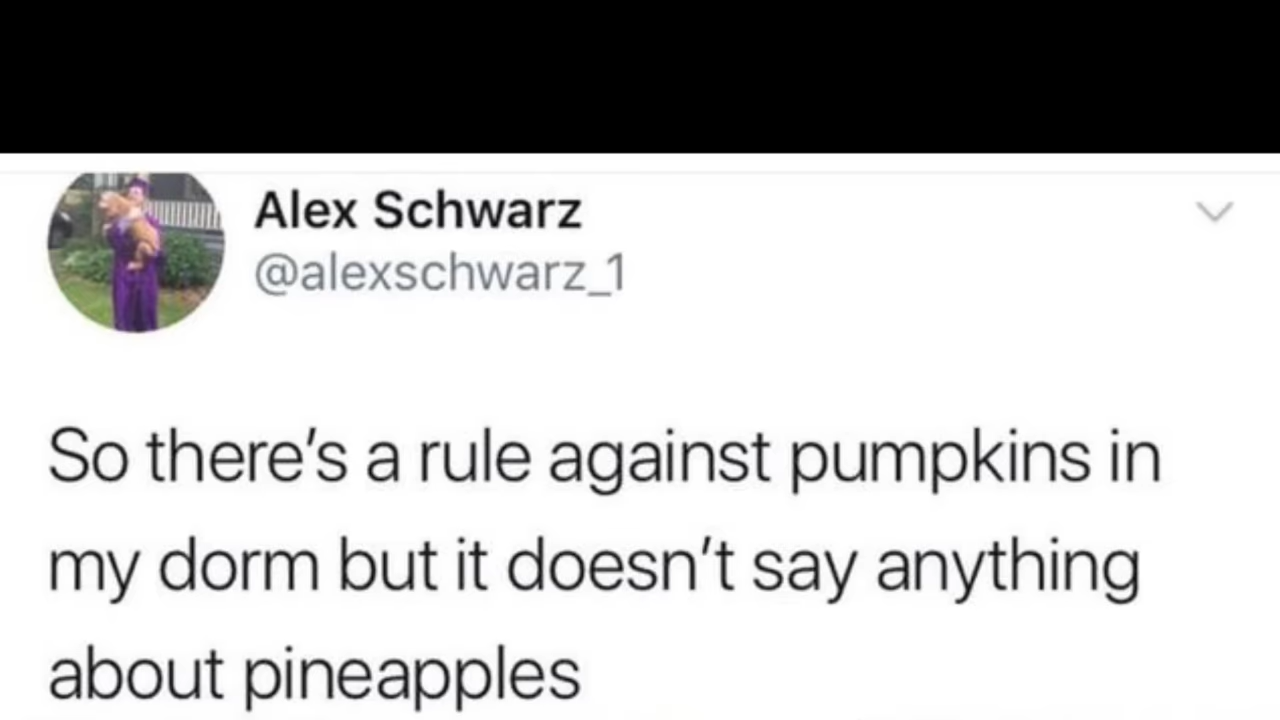 Alex Schwarz
@alexschwarz_1
So there’s a rule against pumpkins in
my dorm but it doesn’t say anything
about pineapples